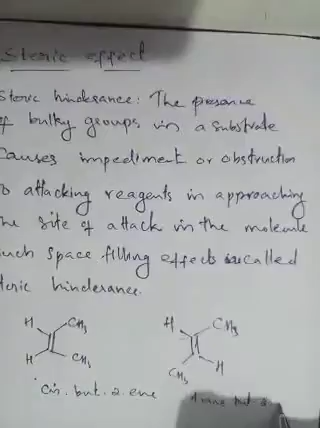 Steric effect
Steric hinderance: The presence
of bulky groups in a substrate
causes impediment or obstruction
to attacking reagents in approaching
the site of attack in the molecule
such space filling effect is called
steric hinderance.
H CH3 H CH3
H CH3 CH3 H
Cis. but. 2. ene but. 2